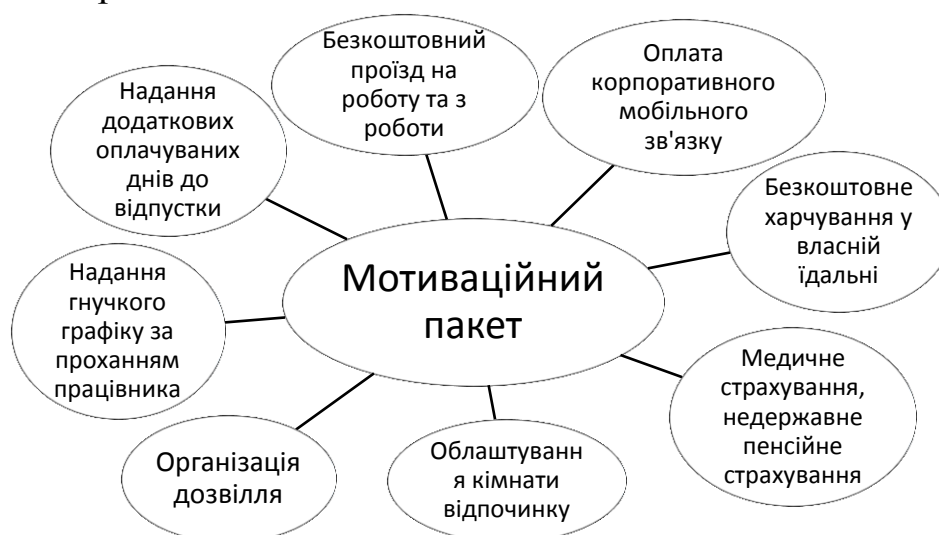 Безкоштовний
проїзд на
роботу та з
роботи
Оплата
корпоративного
мобільного
зв'язку
Надання
додаткових
оплачуваних
днів до
відпустки
Безкоштовне
харчування у
власній
їдальні
Мотиваційний
пакет
Надання
гнучкого
графіку за
проханням
працівника
Медичне
страхування,
недержавне
пенсійне
страхування
Організація
дозвілля
Облаштуванн
я кімнати
відпочинку